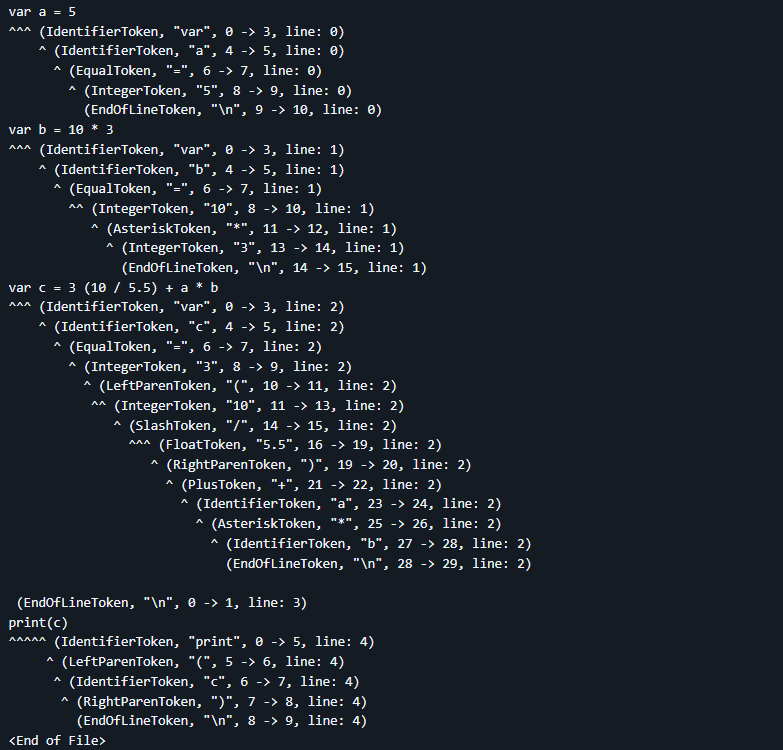 var a = 5
^^^ (IdentifierToken, "var", 0 -> 3, line: 0)
    ^ (IdentifierToken, "a", 4 -> 5, line: 0)
      ^ (EqualToken, "=", 6 -> 7, line: 0)
        ^ (IntegerToken, "5", 8 -> 9, line: 0)
          (EndOfLineToken, "\n", 9 -> 10, line: 0)
var b = 10 * 3
^^^ (IdentifierToken, "var", 0 -> 3, line: 1)
    ^ (IdentifierToken, "b", 4 -> 5, line: 1)
      ^ (EqualToken, "=", 6 -> 7, line: 1)
        ^^ (IntegerToken, "10", 8 -> 10, line: 1)
           ^ (AsteriskToken, "*", 11 -> 12, line: 1)
             ^ (IntegerToken, "3", 13 -> 14, line: 1)
               (EndOfLineToken, "\n", 14 -> 15, line: 1)
var c = 3 (10 / 5.5) + a * b
^^^ (IdentifierToken, "var", 0 -> 3, line: 2)
    ^ (IdentifierToken, "c", 4 -> 5, line: 2)
      ^ (EqualToken, "=", 6 -> 7, line: 2)
        ^ (IntegerToken, "3", 8 -> 9, line: 2)
          ^ (LeftParenToken, "(", 10 -> 11, line: 2)
           ^^ (IntegerToken, "10", 11 -> 13, line: 2)
              ^ (SlashToken, "/", 14 -> 15, line: 2)
                ^^^ (FloatToken, "5.5", 16 -> 19, line: 2)
                   ^ (RightParenToken, ")", 19 -> 20, line: 2)
                     ^ (PlusToken, "+", 21 -> 22, line: 2)
                       ^ (IdentifierToken, "a", 23 -> 24, line: 2)
                         ^ (AsteriskToken, "*", 25 -> 26, line: 2)
                           ^ (IdentifierToken, "b", 27 -> 28, line: 2)
                             (EndOfLineToken, "\n", 28 -> 29, line: 2)

 (EndOfLineToken, "\n", 0 -> 1, line: 3)
print(c)
^^^^^ (IdentifierToken, "print", 0 -> 5, line: 4)
     ^ (LeftParenToken, "(", 5 -> 6, line: 4)
      ^ (IdentifierToken, "c", 6 -> 7, line: 4)
       ^ (RightParenToken, ")", 7 -> 8, line: 4)
         (EndOfLineToken, "\n", 8 -> 9, line: 4)
<End of File>